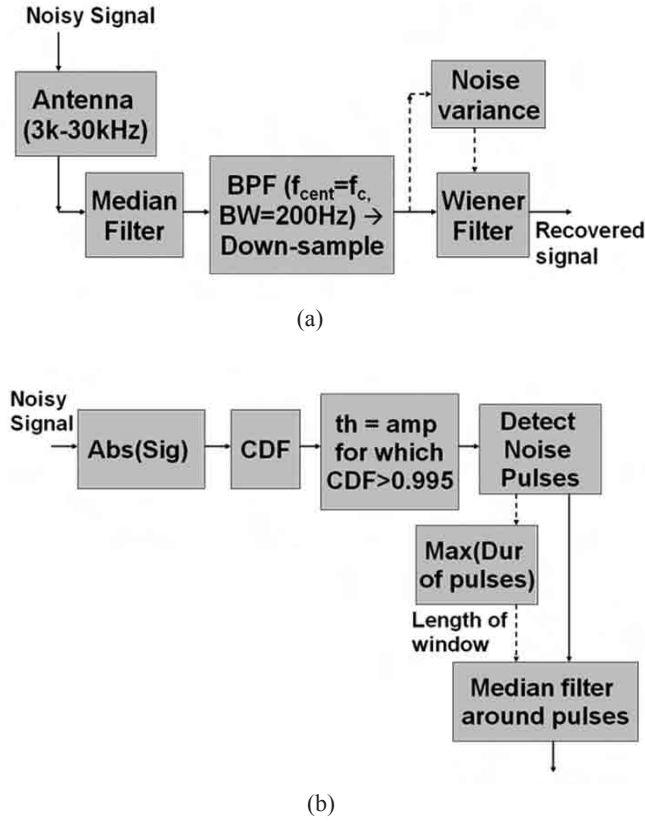 Noisy Signal
Antenna
(3k-30kHz)
Median
Filter
BPF (f_cent=f_c,
BW=200Hz) →
Down-sample
Noise
variance
Wiener
Filter
Recovered
signal
(a)
Noisy
Signal
Abs(Sig)
CDF
th = amp
for which
CDF>0.995
Detect
Noise
Pulses
Max(Dur
of pulses)
Length of
window
Median filter
around pulses
(b)